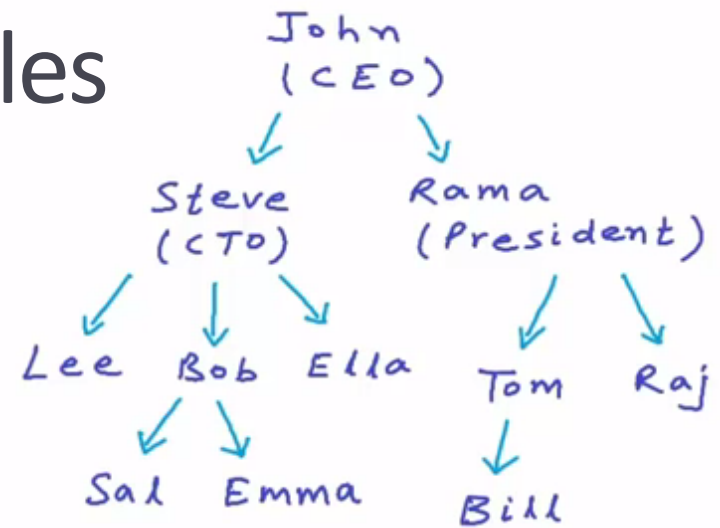 les
John
(CEO)
Steve
(CTO)
Rama
(President)
Lee Bob Ella
Tom Raj
Sal Emma
Bill